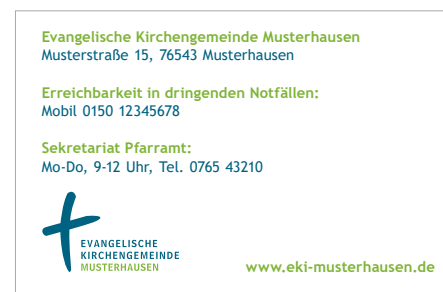 Evangelische Kirchengemeinde Musterhausen
Musterstraße 15, 76543 Musterhausen
Erreichbarkeit in dringenden Notfällen:
Mobil 0150 12345678
Sekretariat Pfarramt:
Mo-Do, 9-12 Uhr, Tel. 0765 43210
EVANGELISCHE
KIRCHENGEMEINDE
MUSTERHAUSEN
www.eki-musterhausen.de